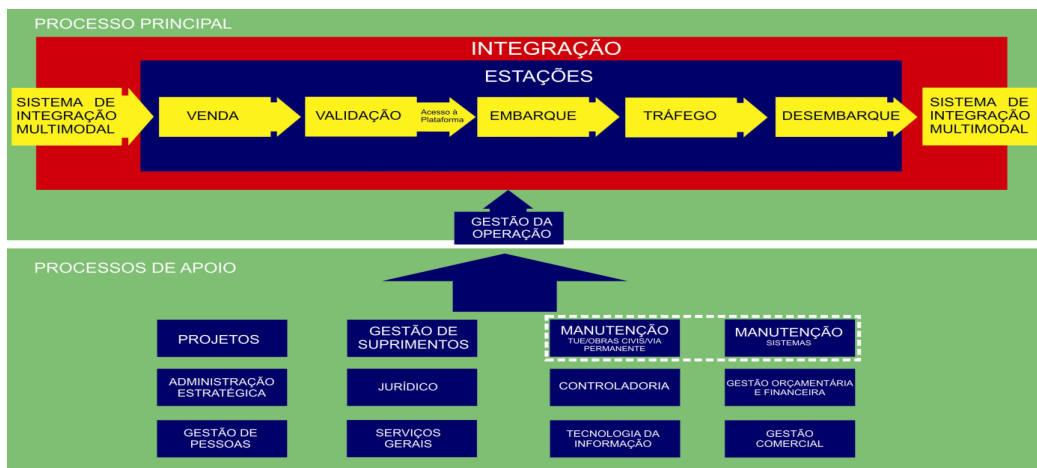 PROCESSO PRINCIPAL
INTEGRAÇÃO
ESTAÇÕES
SISTEMA DE
INTEGRAÇÃO
MULTIMODAL
VENDA
VALIDAÇÃO
Acesso à
Plataforma
EMBARQUE
TRÁFEGO
DESEMBARQUE
SISTEMA DE
INTEGRAÇÃO
MULTIMODAL
GESTÃO DA
OPERAÇÃO
PROCESSOS DE APOIO
PROJETOS
GESTÃO DE
SUPRIMENTOS
MANUTENÇÃO
TUE/OBRAS CIVIS/VIA
PERMANENTE
MANUTENÇÃO
SISTEMAS
ADMINISTRAÇÃO
ESTRATÉGICA
JURÍDICO
CONTROLADORIA
GESTÃO ORÇAMENTÁRIA
E FINANCEIRA
GESTÃO DE
PESSOAS
SERVIÇOS
GERAIS
TECNOLOGIA DA
INFORMAÇÃO
GESTÃO
COMERCIAL